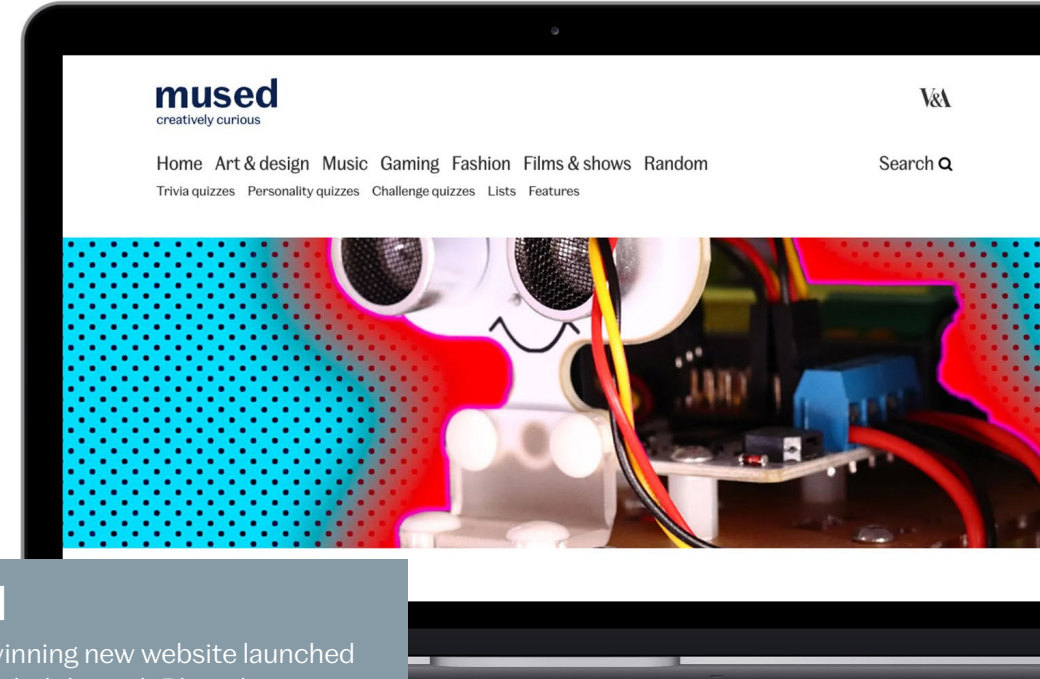 mused
creatively curious
V&A
Home Art & design Music Gaming Fashion Films & shows Random
Search
Trivia quizzes Personality quizzes Challenge quizzes Lists Features
new website launched